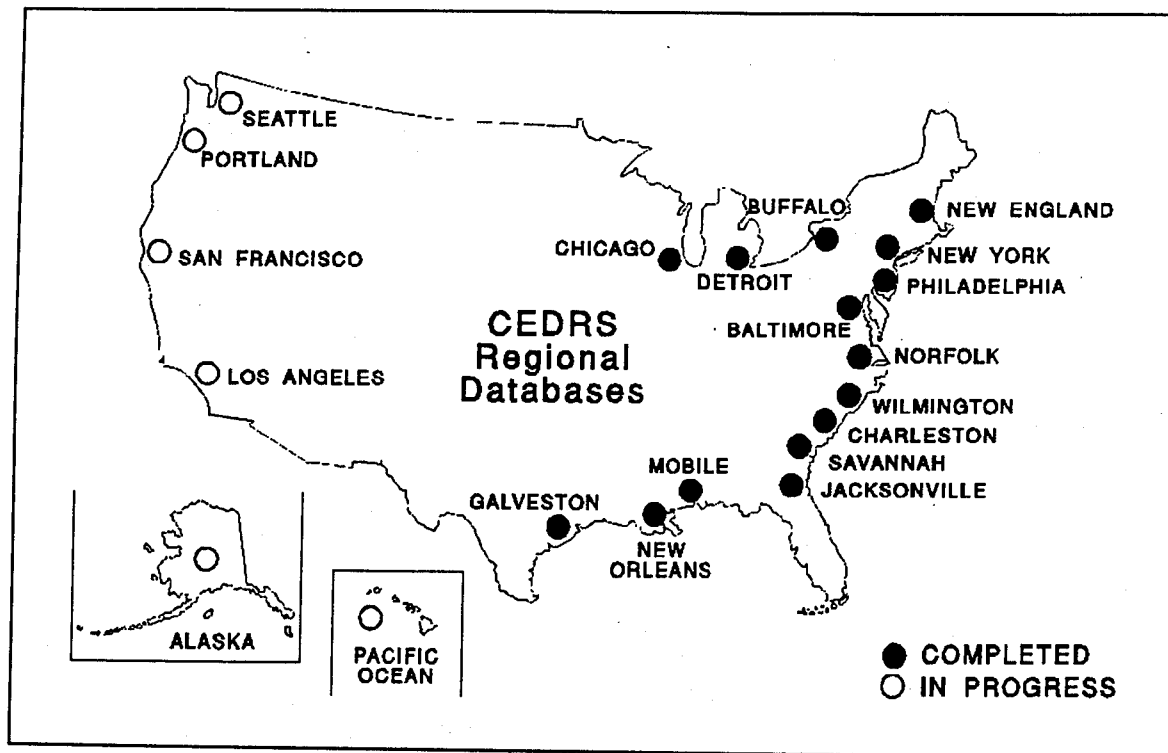 SEATTLE
PORTLAND
BUFFALO
NEW ENGLAND
CHICAGO
NEW YORK
SAN FRANCISCO
DETROIT
PHILADELPHIA
CEDRS
Regional
Databases
BALTIMORE
NORFOLK
LOS ANGELES
WILMINGTON
CHARLESTON
SAVANNAH
MOBILE
JACKSONVILLE
GALVESTON
NEW
ORLEANS
ALASKA
PACIFIC
OCEAN
COMPLETED
IN PROGRESS